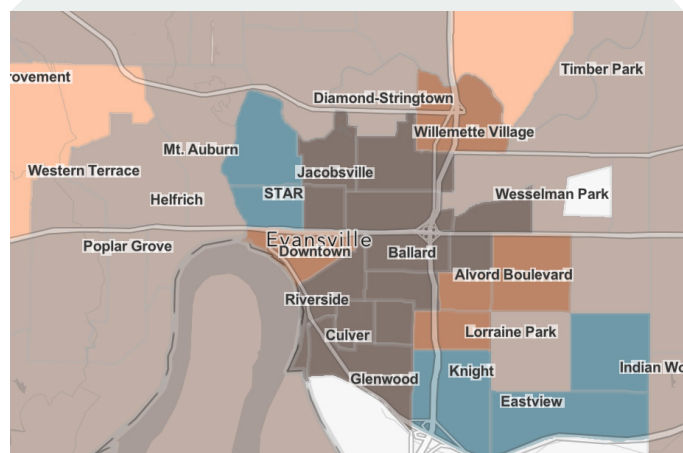 Timber Park
provement
Diamond-Stringtown
Willemette Village
Mt. Auburn
Western Terrace
Jacobsville
Helfrich
STAR
Wesselman Park
Evansville
Poplar Grove
Downtown
Ballard
Alvord Boulevard
Riverside
Culver
Lorraine Park
Glenwood
Knight
Indian Wo
Eastview